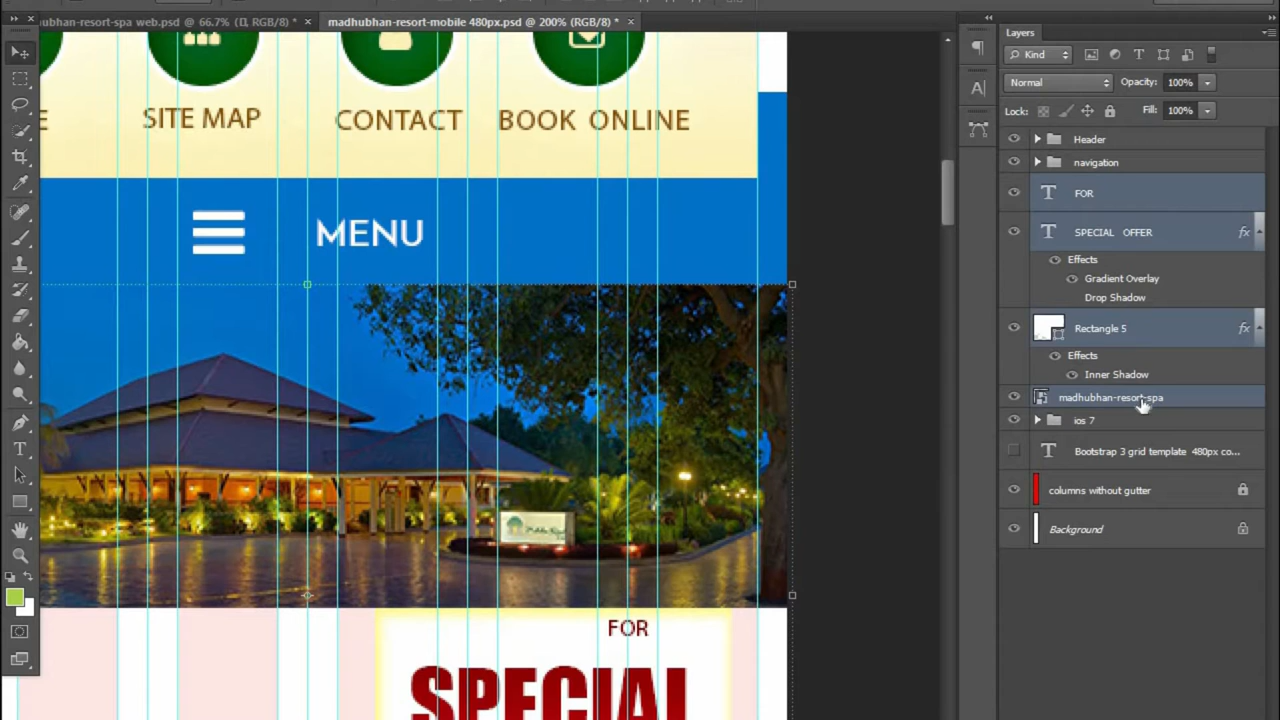 ubhan-resort-spa web.psd @ 66.7% (RGB/8) * ×
madhubhan-resort-mobile 480px.psd @ 200% (RGB/8) * ×
E
SITE MAP
CONTACT
BOOK ONLINE
MENU
FOR
SPECIAL
Layers
Kind
Normal
Opacity: 100%
Lock:
Fill: 100%
Header
navigation
T FOR
T SPECIAL OFFER fx
Effects
Gradient Overlay
Drop Shadow
Rectangle 5 fx
Effects
Inner Shadow
madhubhan-resort-spa
ios 7
T Bootstrap 3 grid template 480px co...
columns without gutter
Background